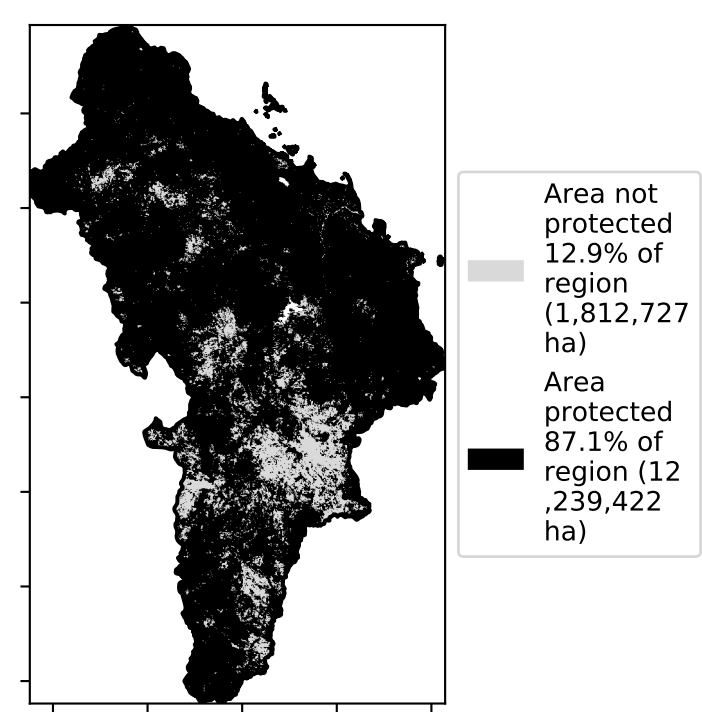 Area not
protected
12.9% of
region
(1,812,727
ha)
Area
protected
87.1% of
region (12
,239,422
ha)